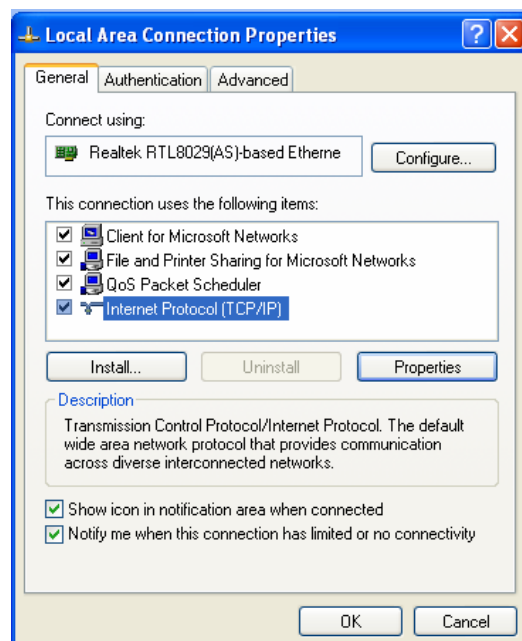 Local Area Connection Properties
General Authentication Advanced
Connect using:
Realtek RTL8029(AS)-based Etherne Configure...
This connection uses the following items:
Client for Microsoft Networks
File and Printer Sharing for Microsoft Networks
QoS Packet Scheduler
Internet Protocol (TCP/IP)
Install... Uninstall Properties
Description
Transmission Control Protocol/Internet Protocol. The default
wide area network protocol that provides communication
across diverse interconnected networks.
Show icon in notification area when connected
Notify me when this connection has limited or no connectivity
OK Cancel